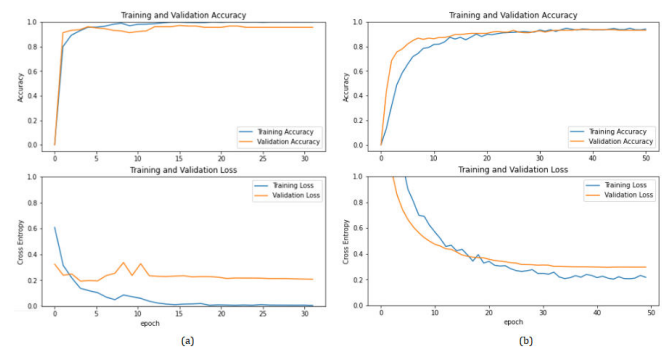 Training and Validation Accuracy
1.0
0.8
0.6
0.4
0.2
0.0
Accuracy
Training Accuracy
Validation Accuracy
0 5 10 15 20 25 30
Training and Validation Loss
1.0
0.8
0.6
0.4
0.2
0.0
Cross Entropy
Training Loss
Validation Loss
0 5 10 15 20 25 30
epoch
(a)
Training and Validation Accuracy
1.0
0.8
0.6
0.4
0.2
0.0
Accuracy
Training Accuracy
Validation Accuracy
0 10 20 30 40 50
Training and Validation Loss
1.0
0.8
0.6
0.4
0.2
0.0
Cross Entropy
Training Loss
Validation Loss
0 10 20 30 40 50
epoch
(b)